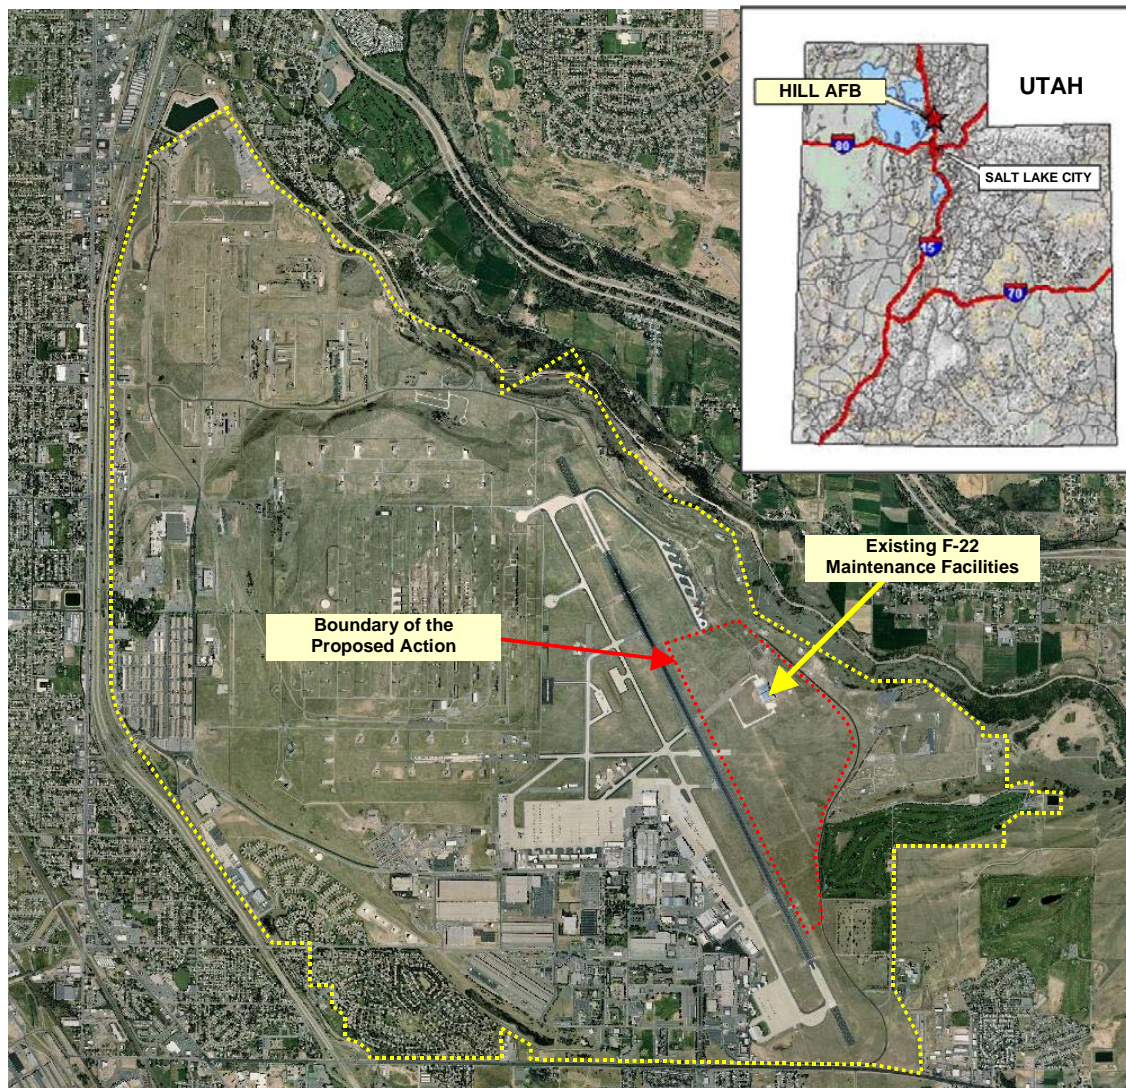 UTAH
HILL AFB
80
SALT LAKE CITY
15
70
Existing F-22
Maintenance Facilities
Boundary of the
Proposed Action